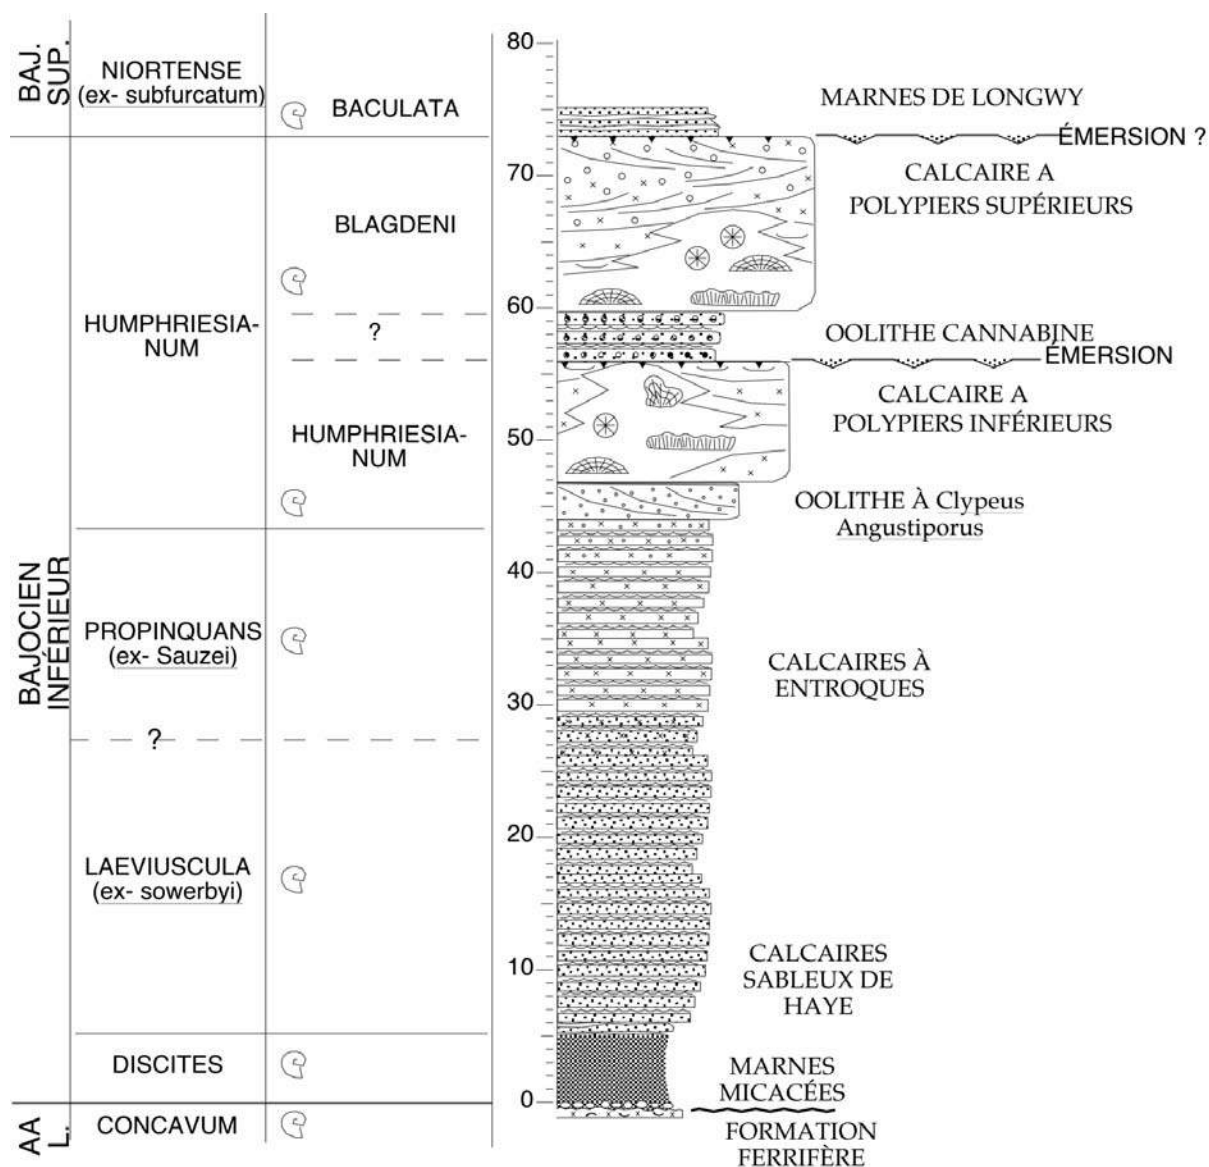 BAJ.
SUP.
NIORTENSE
(ex- subfurcatum)
BACULATA
BAJOCIEN
INFÉRIEUR
HUMPHRIESIA-
NUM
BLAGDENI
?
HUMPHRIESIA-
NUM
PROPINQUANS
(ex- Sauzei)
?
LAEVIUSCULA
(ex- sowerbyi)
DISCITES
AA
L.
CONCAVUM
80
70
60
50
40
30
20
10
0
MARNES DE LONGWY
ÉMERSION ?
CALCAIRE A
POLYPIERS SUPÉRIEURS
OOLITHE CANNABINE
ÉMERSION
CALCAIRE A
POLYPIERS INFÉRIEURS
OOLITHE À Clypeus
Angustiporus
CALCAIRES À
ENTROQUES
CALCAIRES
SABLEUX DE
HAYE
MARNES
MICACÉES
FORMATION
FERRIFÈRE